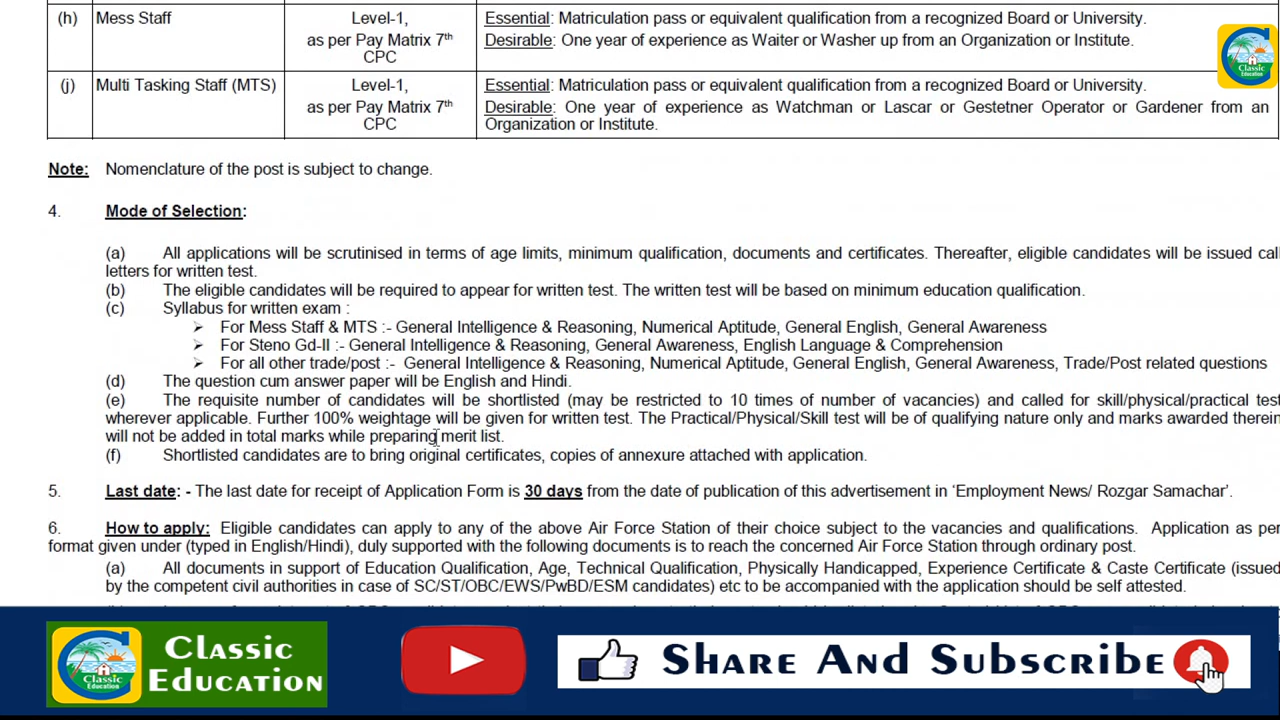 (h) Mess Staff Level-1, Essential: Matriculation pass or equivalent qualification from a recognized Board or University.
as per Pay Matrix 7th Desirable: One year of experience as Waiter or Washer up from an Organization or Institute.
CPC
(j) Multi Tasking Staff (MTS) Level-1, Essential: Matriculation pass or equivalent qualification from a recognized Board or University.
as per Pay Matrix 7th Desirable: One year of experience as Watchman or Lascar or Gestetner Operator or Gardener from an
CPC Organization or Institute.
Classic
Education
Note: Nomenclature of the post is subject to change.
4. Mode of Selection:
(a) All applications will be scrutinised in terms of age limits, minimum qualification, documents and certificates. Thereafter, eligible candidates will be issued call
letters for written test.
(b) The eligible candidates will be required to appear for written test. The written test will be based on minimum education qualification.
(c) Syllabus for written exam :
➢ For Mess Staff & MTS :- General Intelligence & Reasoning, Numerical Aptitude, General English, General Awareness
➢ For Steno Gd-II :- General Intelligence & Reasoning, General Awareness, English Language & Comprehension
➢ For all other trade/post :- General Intelligence & Reasoning, Numerical Aptitude, General English, General Awareness, Trade/Post related questions
(d) The question cum answer paper will be English and Hindi.
(e) The requisite number of candidates will be shortlisted (may be restricted to 10 times of number of vacancies) and called for skill/physical/practical test
wherever applicable. Further 100% weightage will be given for written test. The Practical/Physical/Skill test will be of qualifying nature only and marks awarded therein
will not be added in total marks while preparing merit list.
(f) Shortlisted candidates are to bring original certificates, copies of annexure attached with application.
5. Last date: - The last date for receipt of Application Form is 30 days from the date of publication of this advertisement in 'Employment News/ Rozgar Samachar'.
6. How to apply: Eligible candidates can apply to any of the above Air Force Station of their choice subject to the vacancies and qualifications. Application as per
format given under (typed in English/Hindi), duly supported with the following documents is to reach the concerned Air Force Station through ordinary post.
(a) All documents in support of Education Qualification, Age, Technical Qualification, Physically Handicapped, Experience Certificate & Caste Certificate (issued
by the competent civil authorities in case of SC/ST/OBC/EWS/PwBD/ESM candidates) etc to be accompanied with the application should be self attested.
Classic
Education
Classic
Education
Share And Subscribe